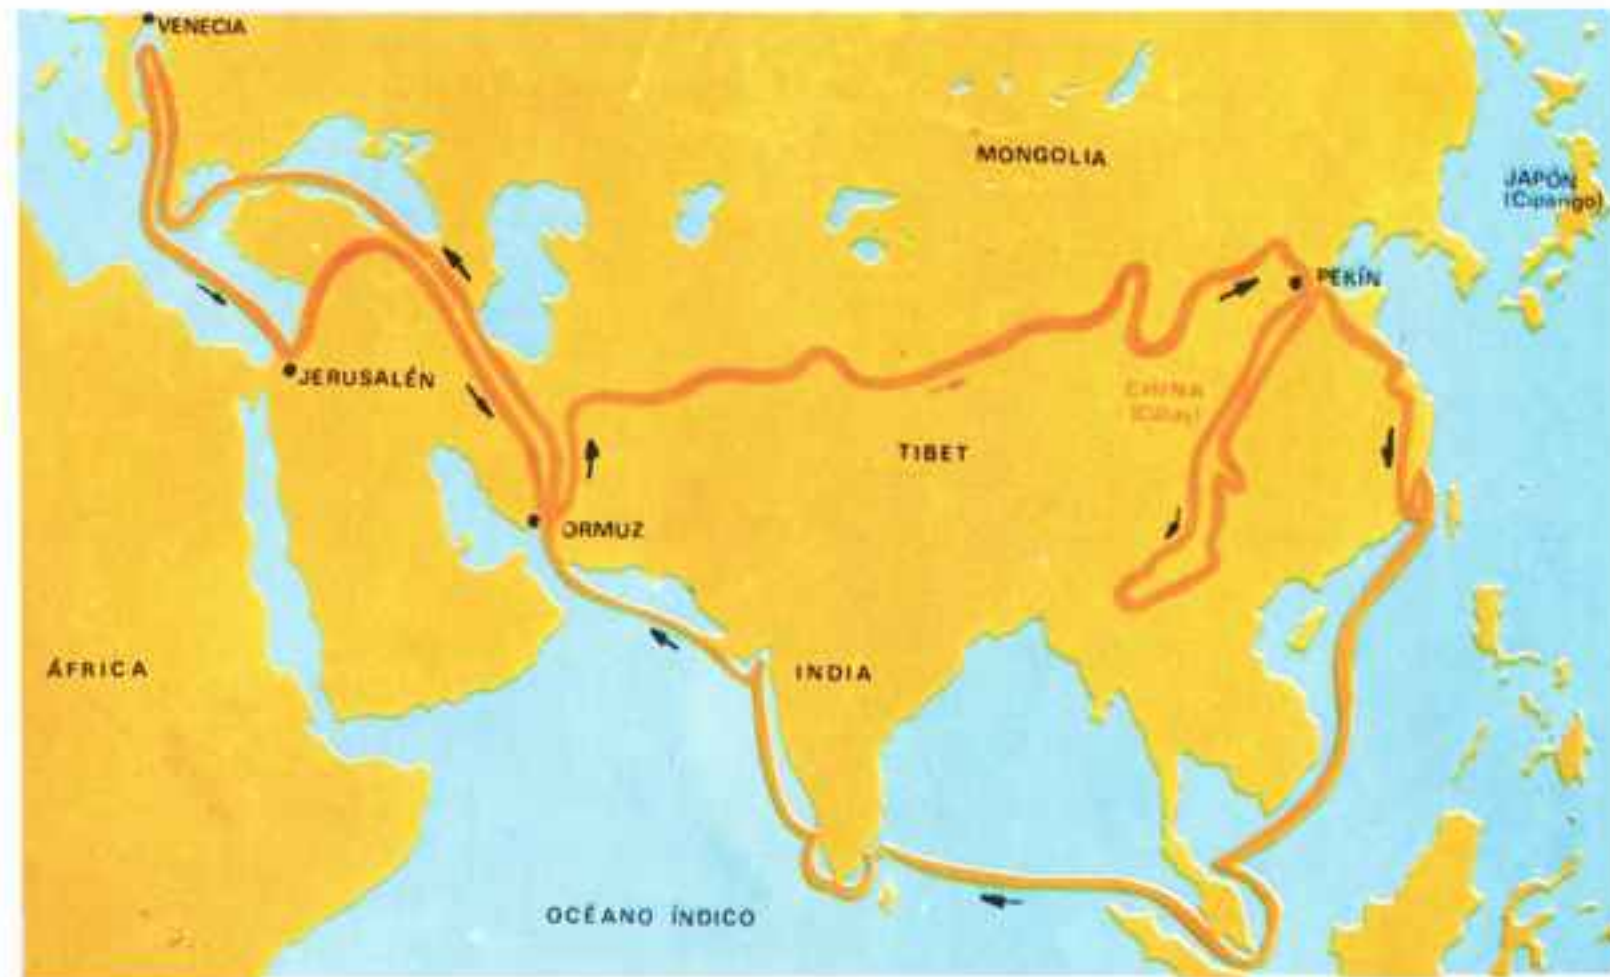 VENECIA
MONGOLIA
JAPÓN
(Cipango)
PEKÍN
JERUSALÉN
CHINA
TIBET
ORMUZ
ÁFRICA
INDIA
OCÉANO ÍNDICO